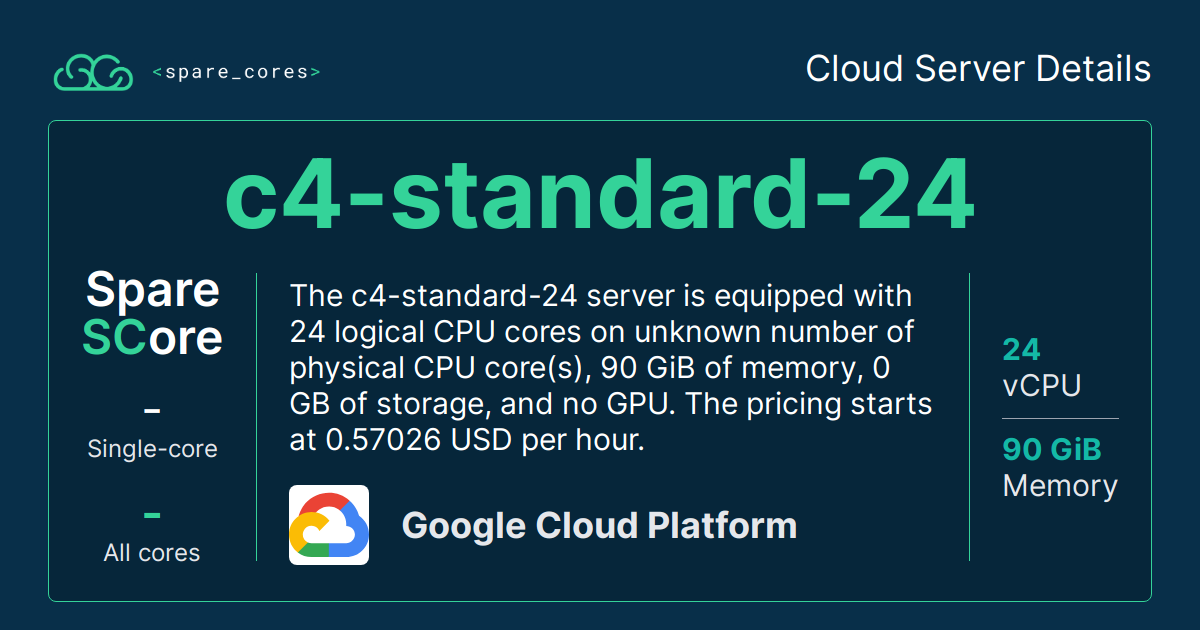 <spare_cores>
Cloud Server Details
c4-standard-24
Spare
SCore
-
Single-core
-
All cores
The c4-standard-24 server is equipped with
24 logical CPU cores on unknown number of
physical CPU core(s), 90 GiB of memory, 0
GB of storage, and no GPU. The pricing starts
at 0.57026 USD per hour.
Google Cloud Platform
24
vCPU
90 GiB
Memory